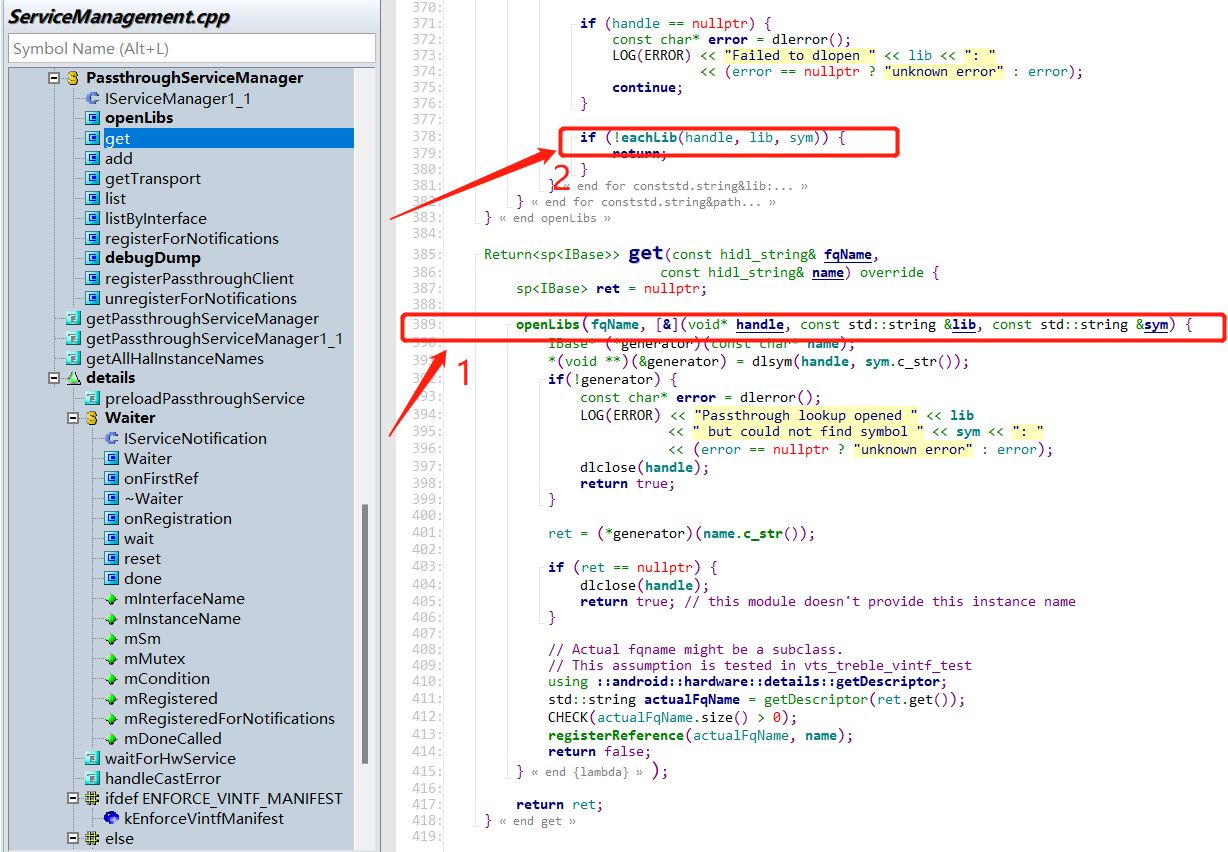 ServiceManagement.cpp
Symbol Name (Alt+L)
PassthroughServiceManager
IServiceManager1_1
openLibs
get
add
getTransport
list
listByInterface
registerForNotifications
debugDump
registerPassthroughClient
unregisterForNotifications
getPassthroughServiceManager
getPassthroughServiceManager1_1
getAllHalInstanceNames
details
preloadPassthroughService
Waiter
IServiceNotification
Waiter
onFirstRef
~Waiter
onRegistration
wait
reset
done
mInterfaceName
mInstanceName
mSm
mMutex
mCondition
mRegistered
mRegisteredForNotifications
mDoneCalled
waitForHwService
handleCastError
ifdef ENFORCE_VINTF_MANIFEST
kEnforceVintfManifest
else
370:
371: if (handle == nullptr) {
372: const char* error = dlerror();
373: LOG(ERROR) << "Failed to dlopen " << lib << ": "
374: << (error == nullptr ? "unknown error" : error);
375: continue;
376: }
377:
378: if (!eachLib(handle, lib, sym)) {
379: return;
380: }
381: } « end for conststd.string&lib:... »
382: } « end for conststd.string&path... »
383: } « end openLibs »
384:
385: Return<sp<IBase>> get(const hidl_string& fqName,
386: const hidl_string& name) override {
387: sp<IBase> ret = nullptr;
388:
389: openLibs(fqName, [&](void* handle, const std::string &lib, const std::string &sym) {
390: IBase* (*generator)(const char* name);
391: *(void **)(&generator) = dlsym(handle, sym.c_str());
392: if(!generator) {
393: const char* error = dlerror();
394: LOG(ERROR) << "Passthrough lookup opened " << lib
395: << " but could not find symbol " << sym << ": "
396: << (error == nullptr ? "unknown error" : error);
397: dlclose(handle);
398: return true;
399: }
400:
401: ret = (*generator)(name.c_str());
402:
403: if (ret == nullptr) {
404: dlclose(handle);
405: return true; // this module doesn't provide this instance name
406: }
407:
408: // Actual fqname might be a subclass.
409: // This assumption is tested in vts_treble_vintf_test
410: using ::android::hardware::details::getDescriptor;
411: std::string actualFqName = getDescriptor(ret.get());
412: CHECK(actualFqName.size() > 0);
413: registerReference(actualFqName, name);
414: return false;
415: } « end {lambda} » );
416:
417: return ret;
418: } « end get »
419:
2
1